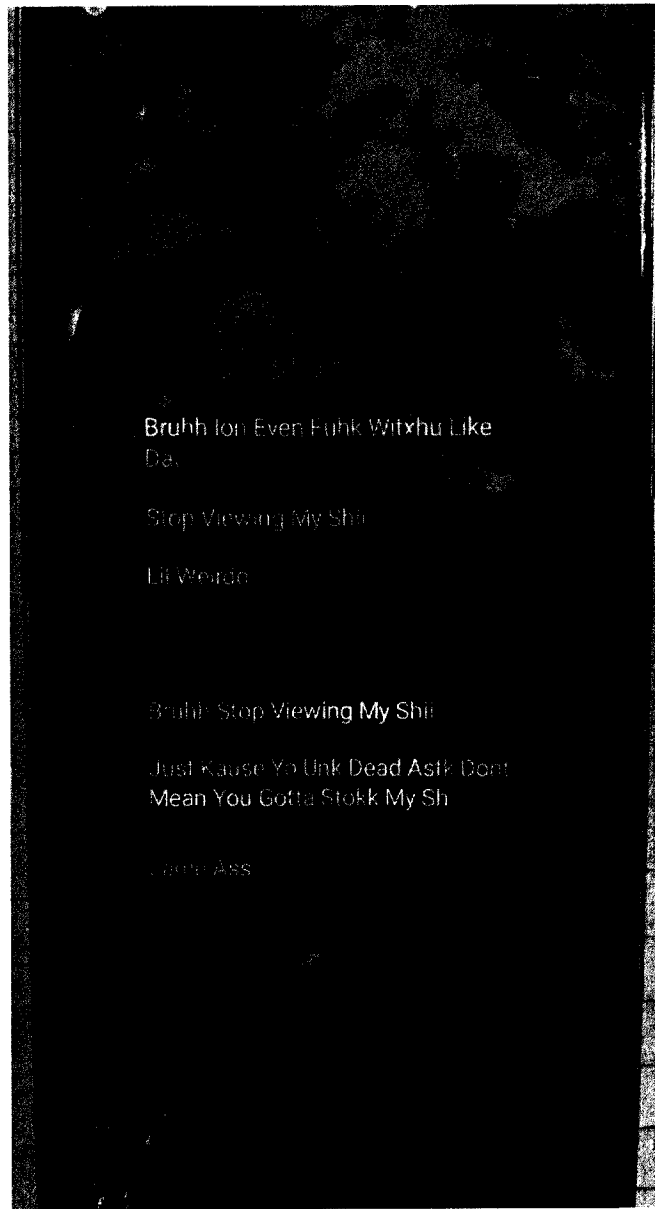 Bruhh Ion Even Fuhk Witxhu Like
Da
Stop Viewing My Shii
Lil Weirdo
Bruhh Stop Viewing My Shii
Just Kause Yo Unk Dead Astk Dont
Mean You Gotta Stokk My Sh
Lame Ass